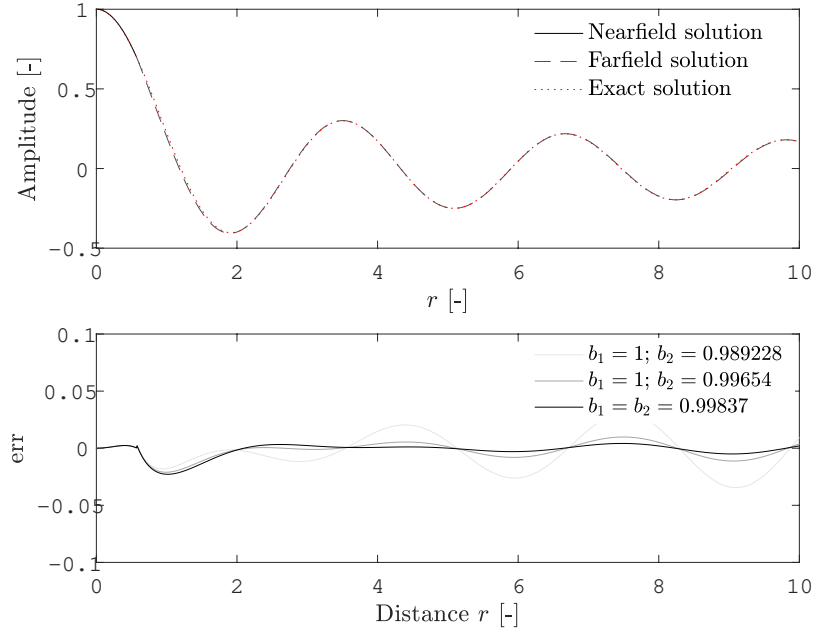 1
0.5
0
-0.5
Amplitude [-]
Nearfield solution
Farfield solution
Exact solution
0 2 4 6 8 10
r [-]
0.1
0.05
0
-0.05
-0.1
err
b₁ = 1; b₂ = 0.989228
b₁ = 1; b₂ = 0.99654
b₁ = b₂ = 0.99837
0 2 4 6 8 10
Distance r [-]